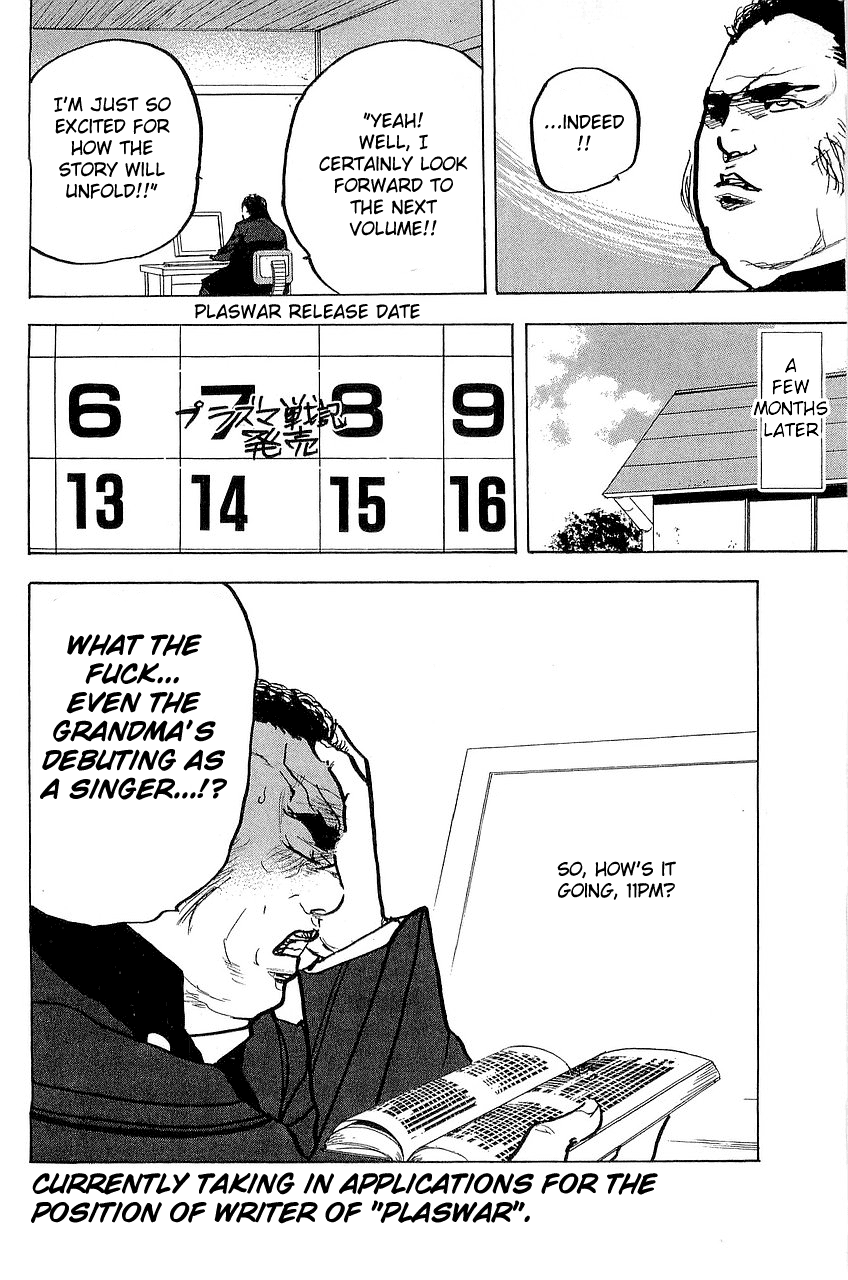 ...INDEED
!!
"YEAH!
WELL, I
CERTAINLY LOOK
FORWARD TO
THE NEXT
VOLUME!!
I'M JUST SO
EXCITED FOR
HOW THE
STORY WILL
UNFOLD!!"
A
FEW
MONTHS
LATER
PLASWAR RELEASE DATE
6 7 8 9
プラズマ戦記
発売
13 14 15 16
SO, HOW'S IT
GOING, 11PM?
WHAT THE
FUCK...
EVEN THE
GRANDMA'S
DEBUTING AS
A SINGER...!?
CURRENTLY TAKING IN APPLICATIONS FOR THE
POSITION OF WRITER OF "PLASWAR".